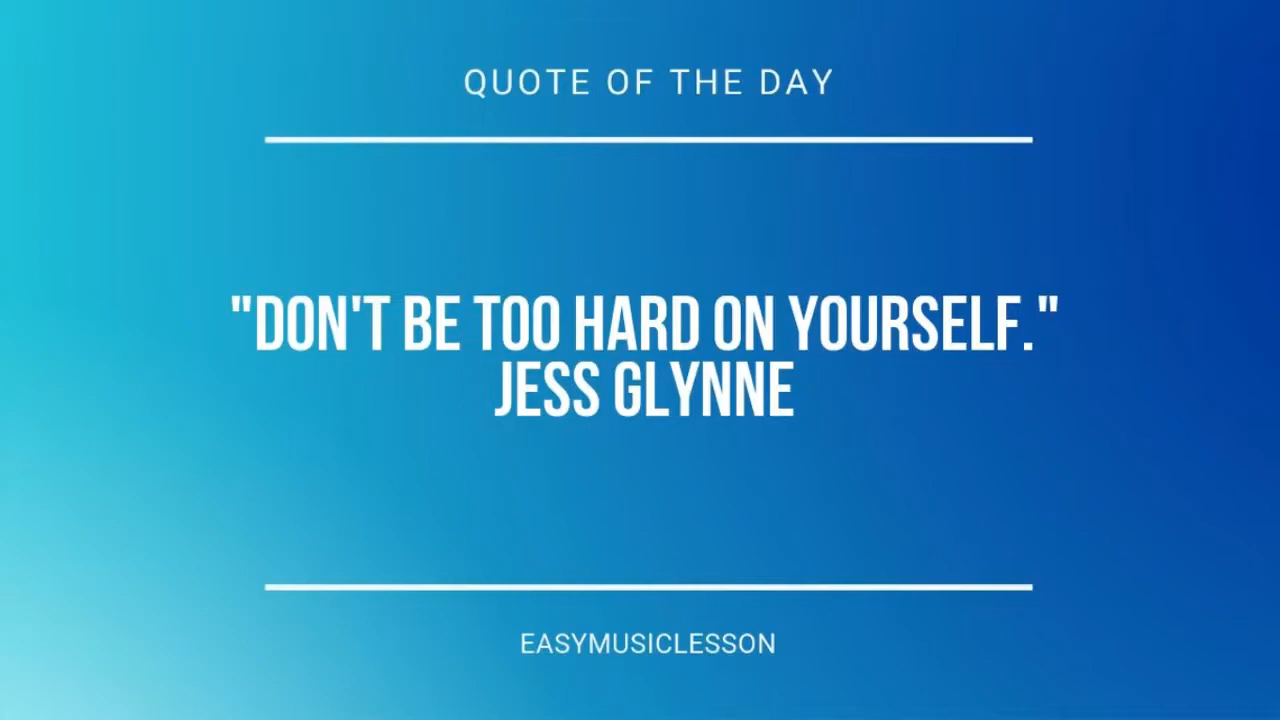 QUOTE OF THE DAY
"DON'T BE TOO HARD ON YOURSELF."
JESS GLYNNE
EASYMUSICLESSON